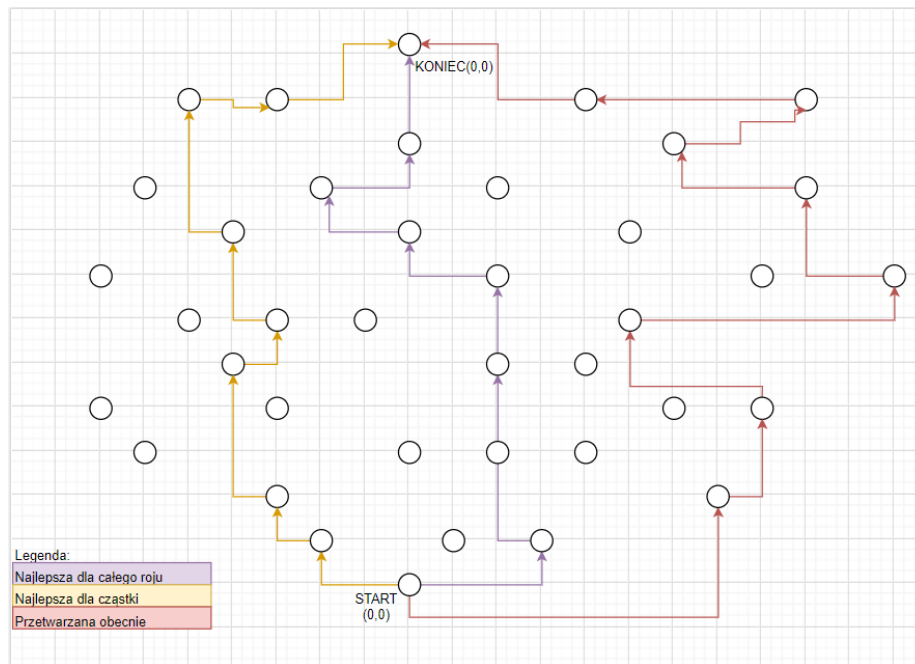 KONIEC(0,0)
Legenda:
Najlepsza dla całego roju
Najlepsza dla cząstki
Przetwarzana obecnie
START
(0,0)